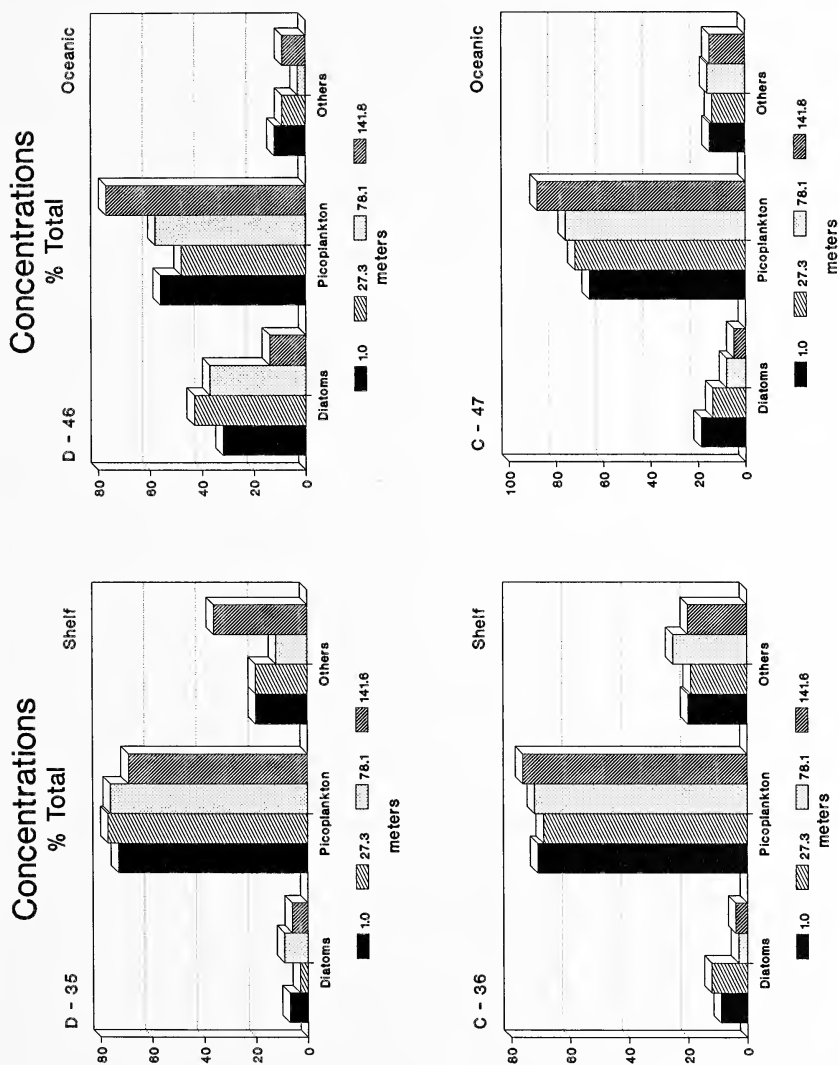 Concentrations
% Total
D - 35
Shelf
80
60
40
20
0
Diatoms
Picoplankton
Others
1.0
27.3
78.1
141.6
meters
Concentrations
% Total
D - 46
Oceanic
80
60
40
20
0
Diatoms
Picoplankton
Others
1.0
27.3
78.1
141.8
meters
C - 36
Shelf
80
60
40
20
0
Diatoms
Picoplankton
Others
1.0
27.3
78.1
141.6
meters
C - 47
Oceanic
100
80
60
40
20
0
Diatoms
Picoplankton
Others
1.0
27.3
78.1
141.8
meters